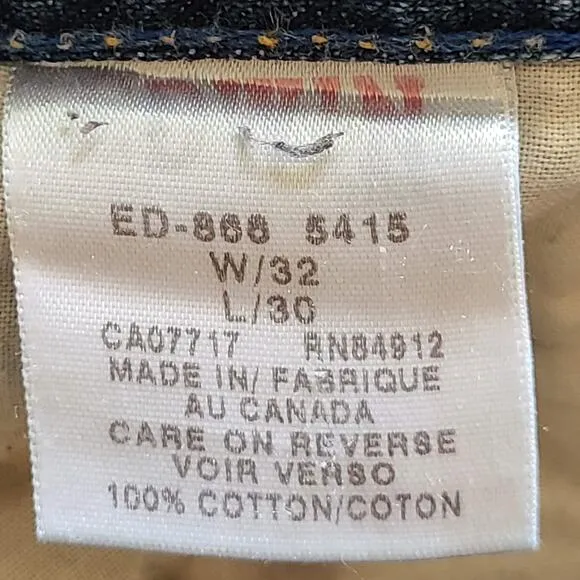 ED-868 5415
W/32
L/30
CA07717 RN84912
MADE IN/ FABRIQUE
AU CANADA
CARE ON REVERSE
VOIR VERSO
100% COTTON/COTON